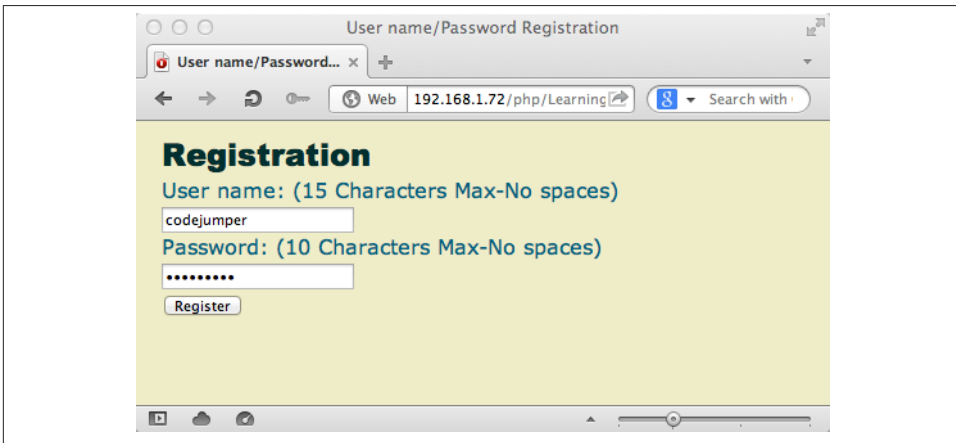 User name/Password Registration
User name/Password...
Web 192.168.1.72/php/Learning
8 Search with
Registration
User name: (15 Characters Max-No spaces)
codejumper
Password: (10 Characters Max-No spaces)
•••••••••
Register